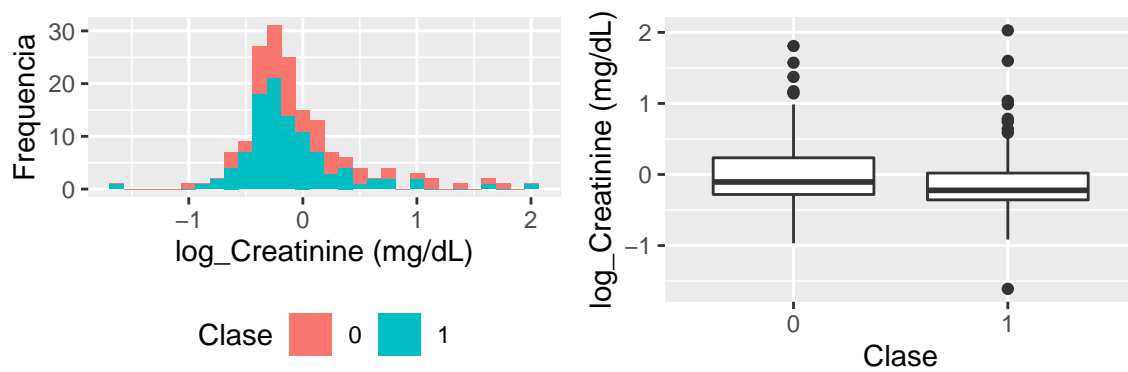 Frequencia
30
20
10
0
−1 0 1 2
log_Creatinine (mg/dL)
Clase 0 1
log_Creatinine (mg/dL)
2
1
0
−1
0 1
Clase